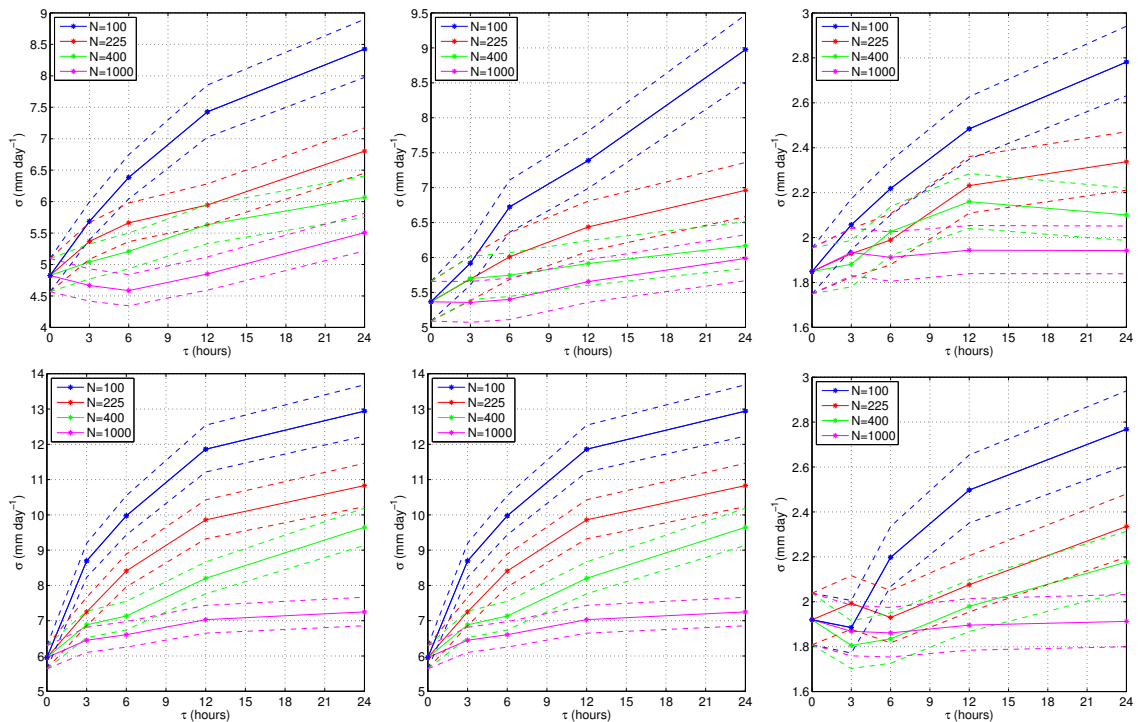 9
8.5
8
7.5
7
6.5
6
5.5
5
4.5
4
σ (mm day⁻¹)
N=100
N=225
N=400
N=1000
0 3 6 9 12 15 18 21 24
τ (hours)
9.5
9
8.5
8
7.5
7
6.5
6
5.5
5
σ (mm day⁻¹)
N=100
N=225
N=400
N=1000
0 3 6 9 12 15 18 21 24
τ (hours)
3
2.8
2.6
2.4
2.2
2
1.8
1.6
σ (mm day⁻¹)
N=100
N=225
N=400
N=1000
0 3 6 9 12 15 18 21 24
τ (hours)
14
13
12
11
10
9
8
7
6
5
σ (mm day⁻¹)
N=100
N=225
N=400
N=1000
0 3 6 9 12 15 18 21 24
τ (hours)
14
13
12
11
10
9
8
7
6
5
σ (mm day⁻¹)
N=100
N=225
N=400
N=1000
0 3 6 9 12 15 18 21 24
τ (hours)
3
2.8
2.6
2.4
2.2
2
1.8
1.6
σ (mm day⁻¹)
N=100
N=225
N=400
N=1000
0 3 6 9 12 15 18 21 24
τ (hours)